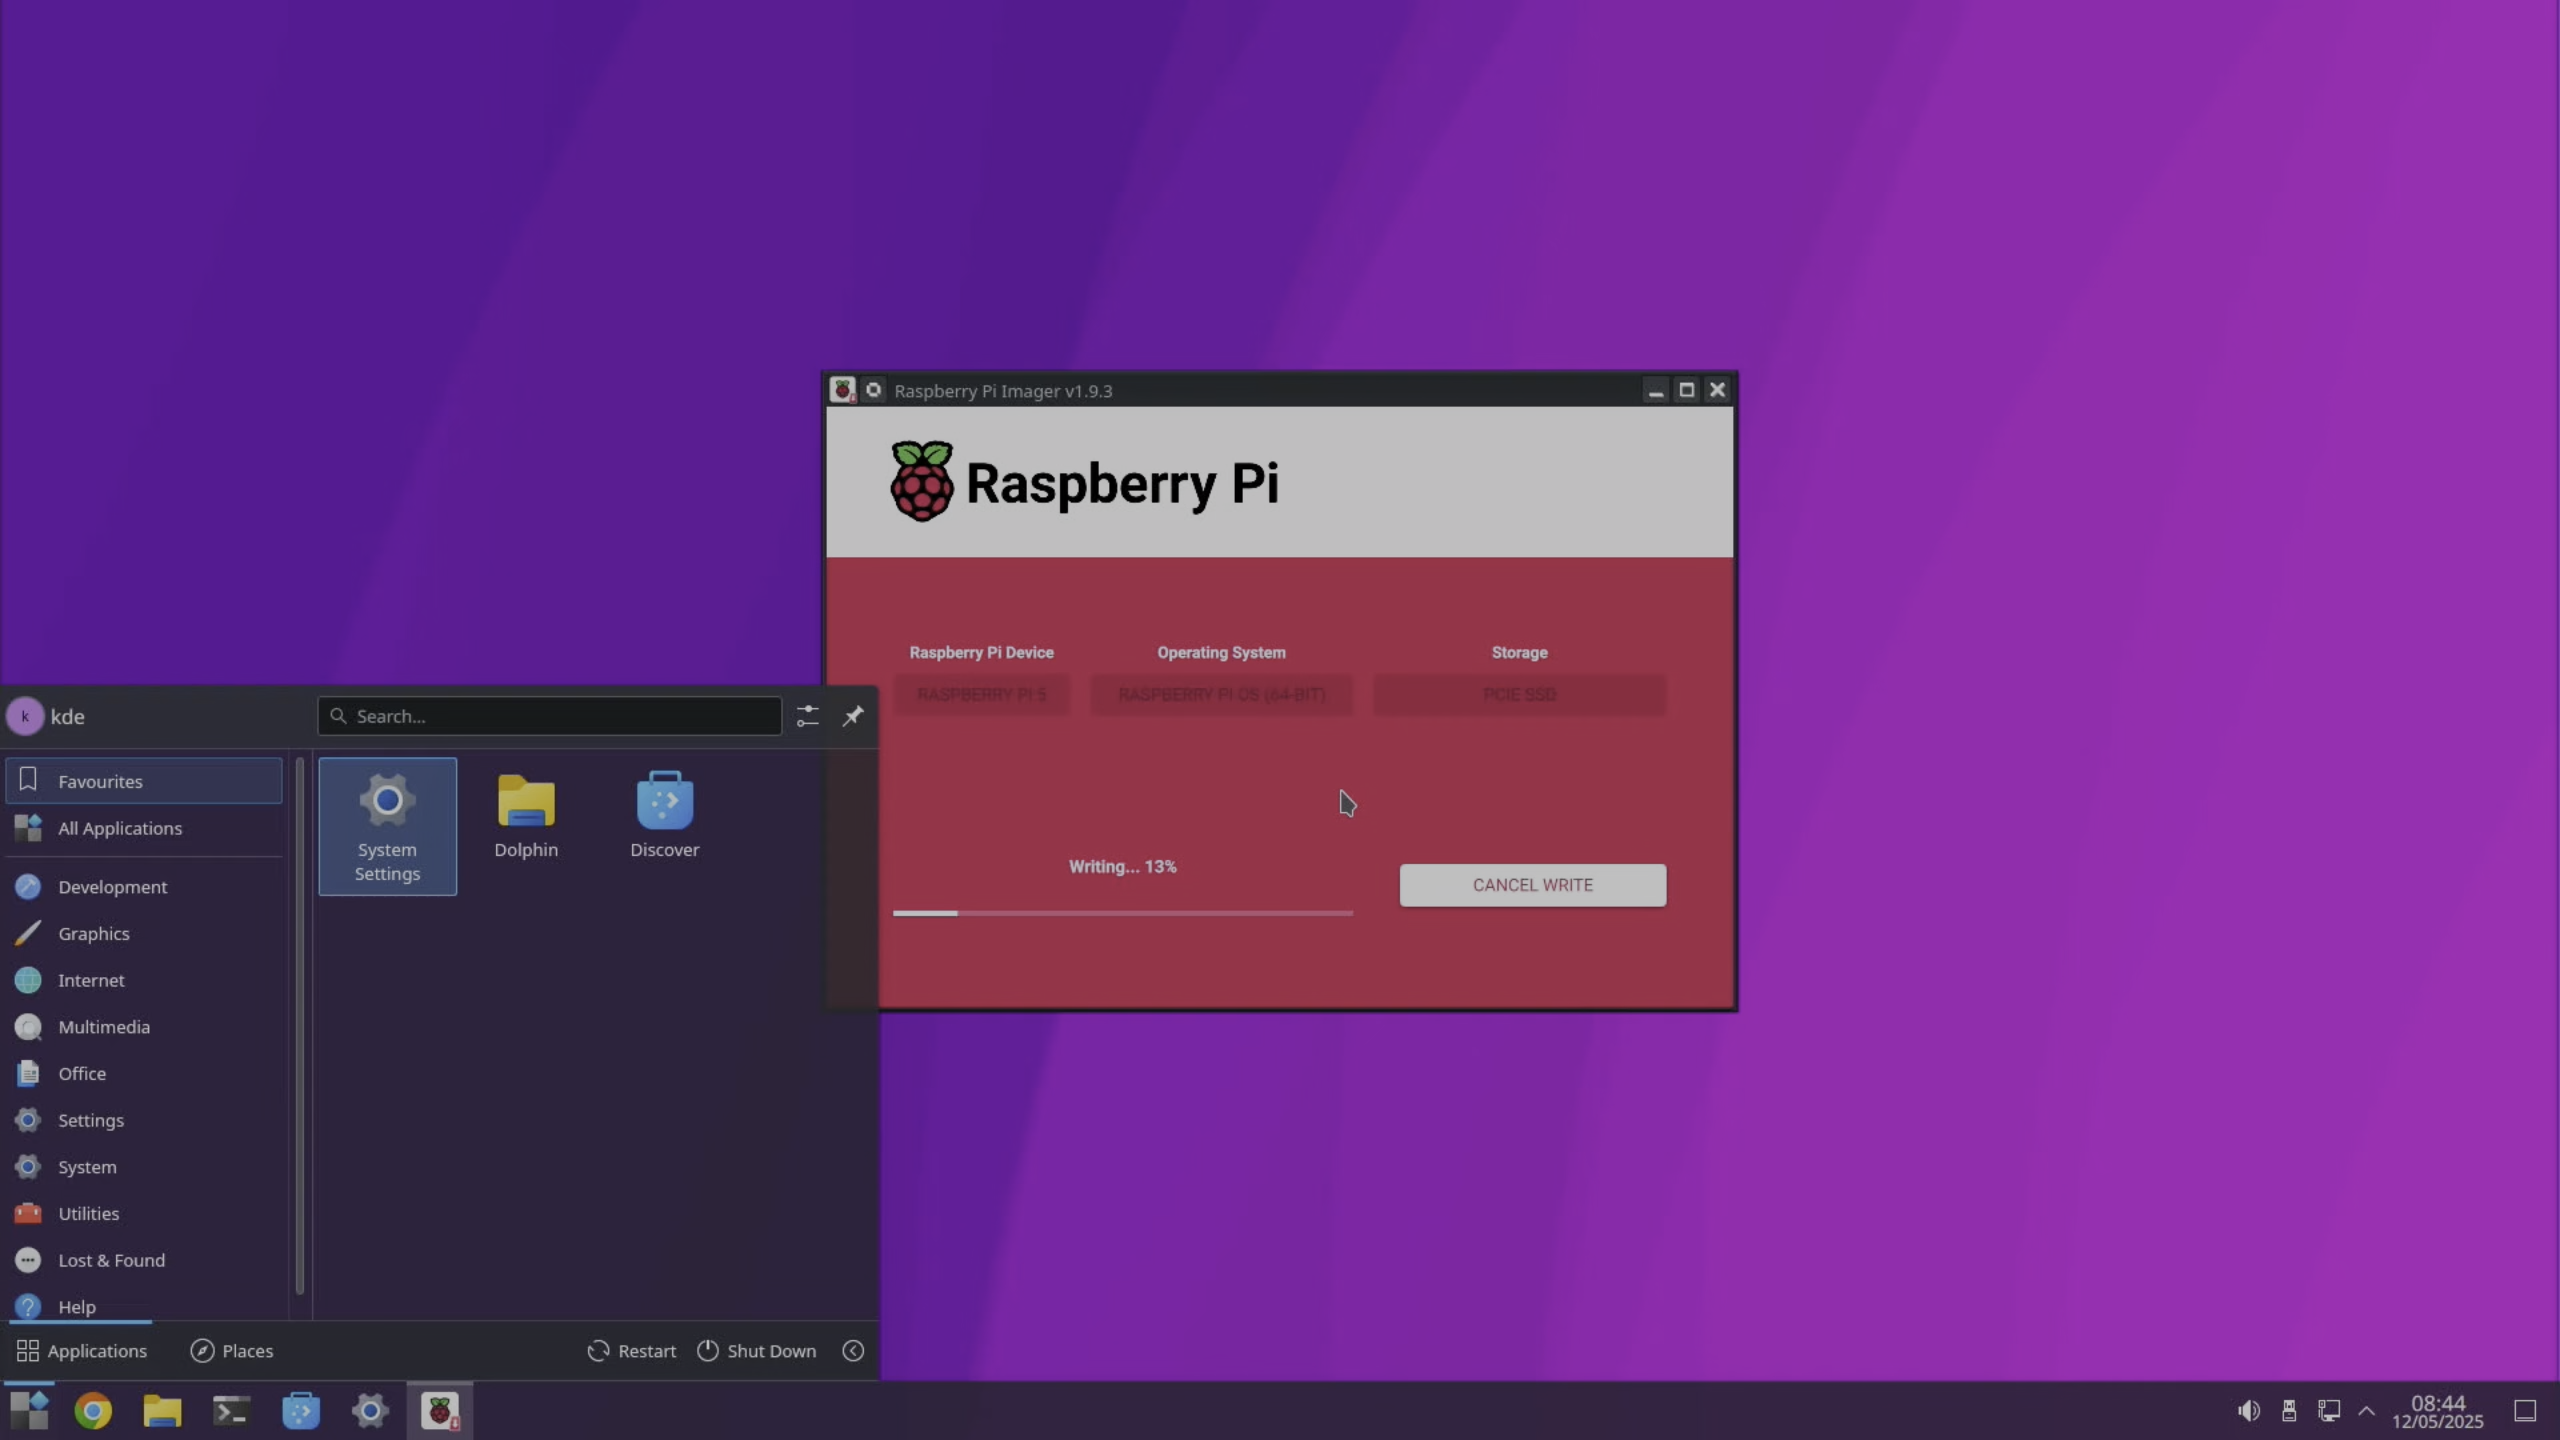 Raspberry Pi Imager v1.9.3
Raspberry Pi
Raspberry Pi Device
Operating System
Storage
RASPBERRY PI 5
RASPBERRY PI OS (64-BIT)
PCIE SSD
Writing... 13%
CANCEL WRITE
k
kde
Search...
Favourites
All Applications
Development
Graphics
Internet
Multimedia
Office
Settings
System
Utilities
Lost & Found
Help
System
Settings
Dolphin
Discover
Applications
Places
Restart
Shut Down
08:44
12/05/2025